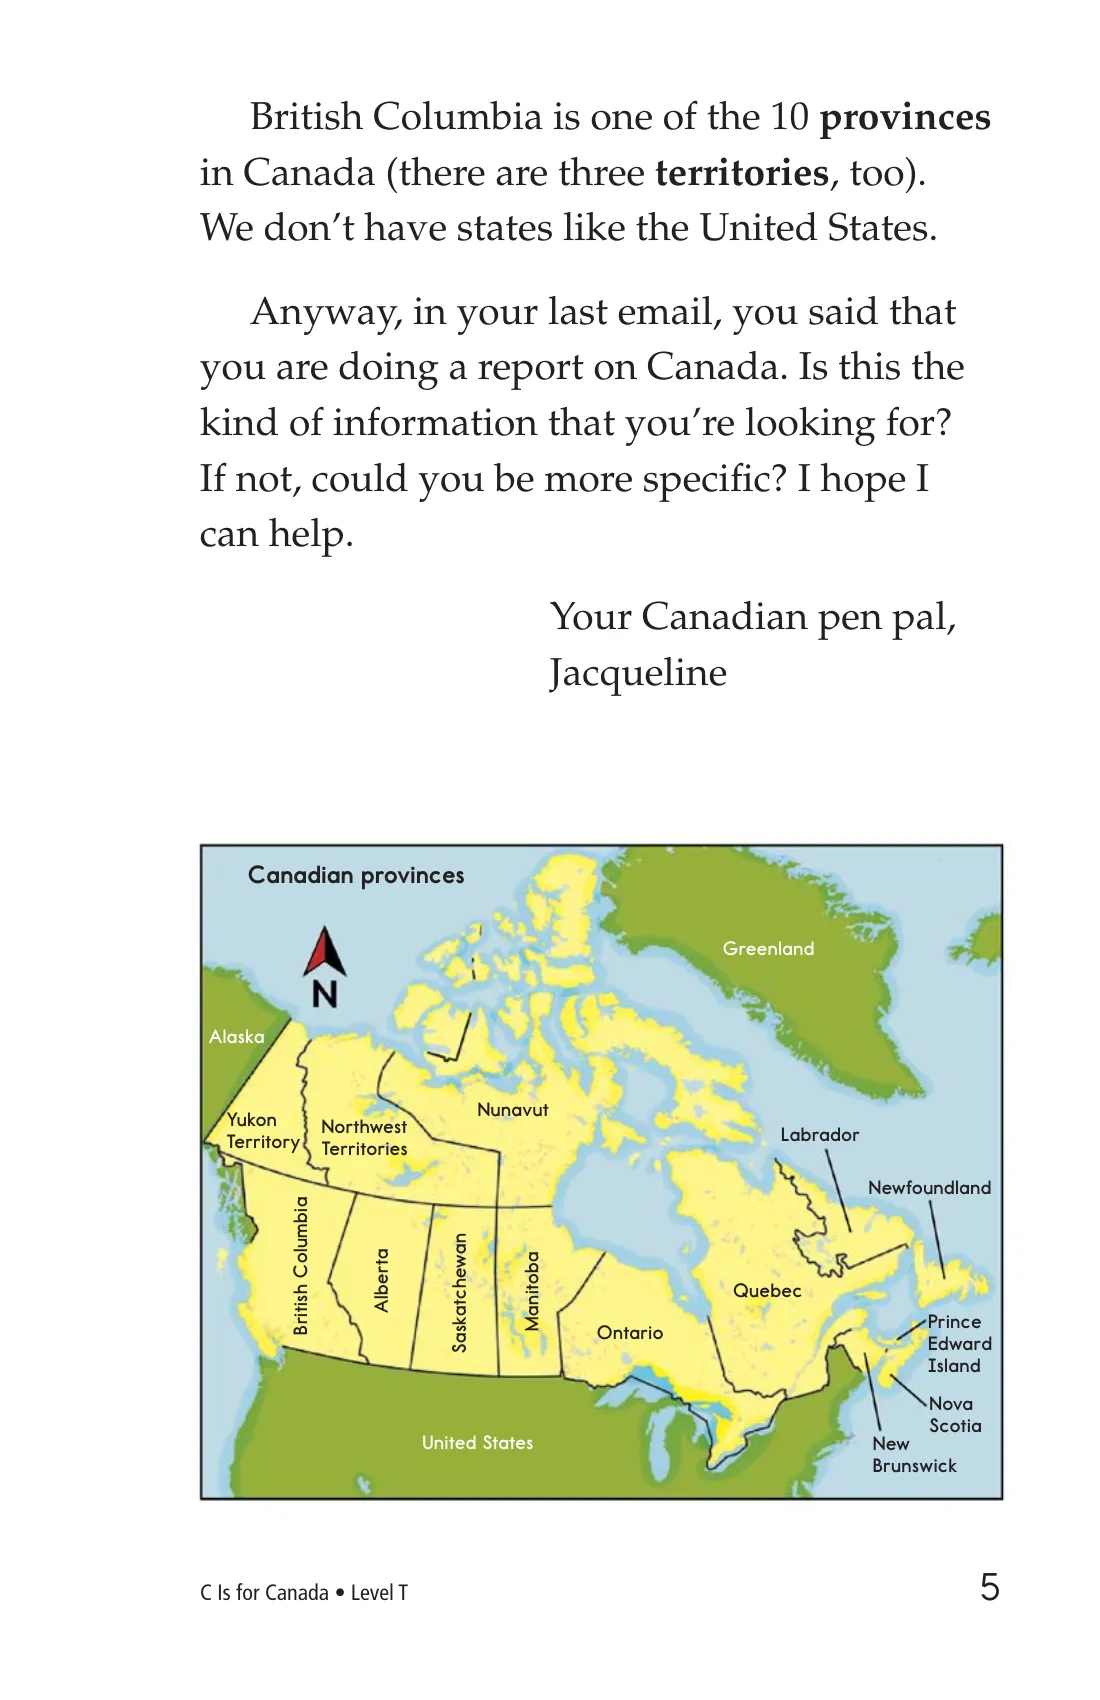 British Columbia is one of the 10 provinces
in Canada (there are three territories, too).
We don’t have states like the United States.
Anyway, in your last email, you said that
you are doing a report on Canada. Is this the
kind of information that you’re looking for?
If not, could you be more specific? I hope I
can help.
Your Canadian pen pal,
Jacqueline
Canadian provinces
N
Greenland
Alaska
Yukon
Territory
Northwest
Territories
Nunavut
Labrador
Newfoundland
British Columbia
Alberta
Saskatchewan
Manitoba
Ontario
Quebec
Prince
Edward
Island
Nova
Scotia
New
Brunswick
United States
C Is for Canada • Level T
5